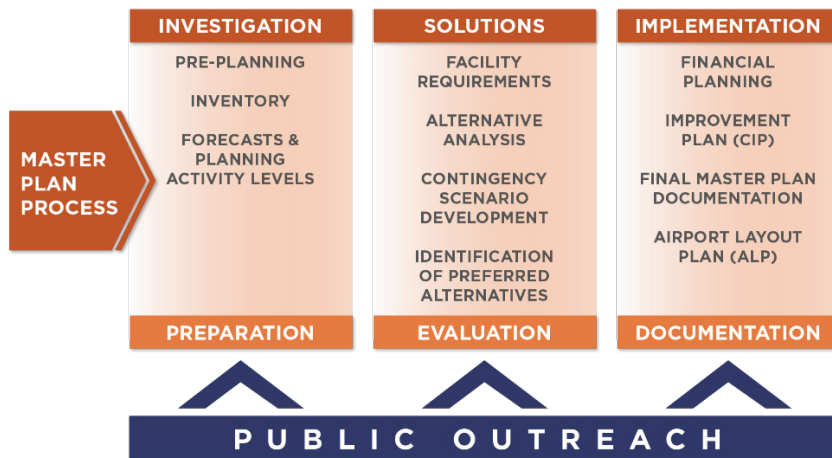 MASTER
PLAN
PROCESS
INVESTIGATION
PRE-PLANNING
INVENTORY
FORECASTS &
PLANNING
ACTIVITY LEVELS
PREPARATION
SOLUTIONS
FACILITY
REQUIREMENTS
ALTERNATIVE
ANALYSIS
CONTINGENCY
SCENARIO
DEVELOPMENT
IDENTIFICATION
OF PREFERRED
ALTERNATIVES
EVALUATION
IMPLEMENTATION
FINANCIAL
PLANNING
IMPROVEMENT
PLAN (CIP)
FINAL MASTER PLAN
DOCUMENTATION
AIRPORT LAYOUT
PLAN (ALP)
DOCUMENTATION
PUBLIC OUTREACH